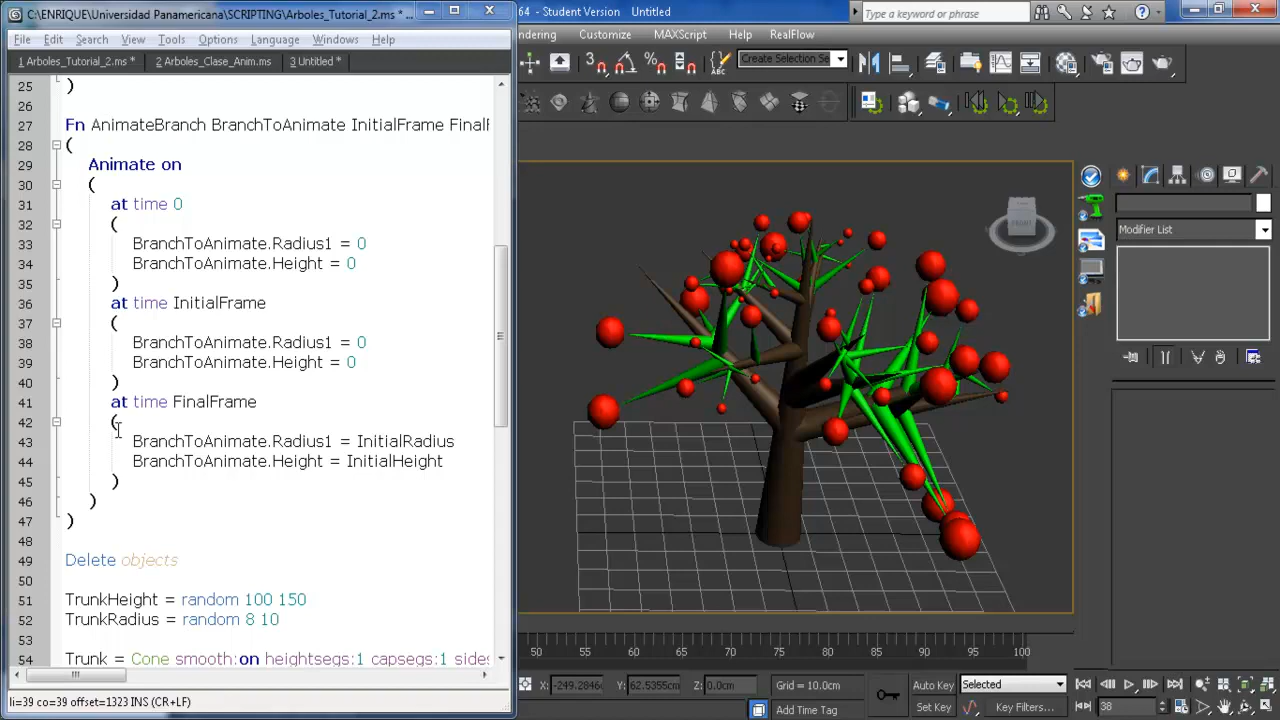 C:\ENRIQUE\Universidad Panamericana\SCRIPTING\Arboles_Tutorial_2.ms *
64 - Student Version Untitled
Type a keyword or phrase
File Edit Search View Tools Options Language Windows Help
ndering Customize MAXScript Help RealFlow
1 Arboles_Tutorial_2.ms * 2 Arboles_Clase_Anim.ms 3 Untitled *
Create Selection Se
25 )
26
27 Fn AnimateBranch BranchToAnimate InitialFrame FinalF
28 (
29 Animate on
30 (
31 at time 0
32 (
33 BranchToAnimate.Radius1 = 0
34 BranchToAnimate.Height = 0
35 )
36 at time InitialFrame
37 (
38 BranchToAnimate.Radius1 = 0
39 BranchToAnimate.Height = 0
40 )
41 at time FinalFrame
42 (
43 BranchToAnimate.Radius1 = InitialRadius
44 BranchToAnimate.Height = InitialHeight
45 )
46 )
47 )
48
49 Delete objects
50
51 TrunkHeight = random 100 150
52 TrunkRadius = random 8 10
53
54 Trunk = Cone smooth:on heightsegs:1 capsegs:1 sides
li=39 co=39 offset=1323 INS (CR+LF)
Modifier List
50 55 60 65 70 75 80 85 90 95 100
X: -249.2846 Y: 62.5355cm Z: 0.0cm Grid = 10.0cm Auto Key Selected
Add Time Tag Set Key Key Filters... 38